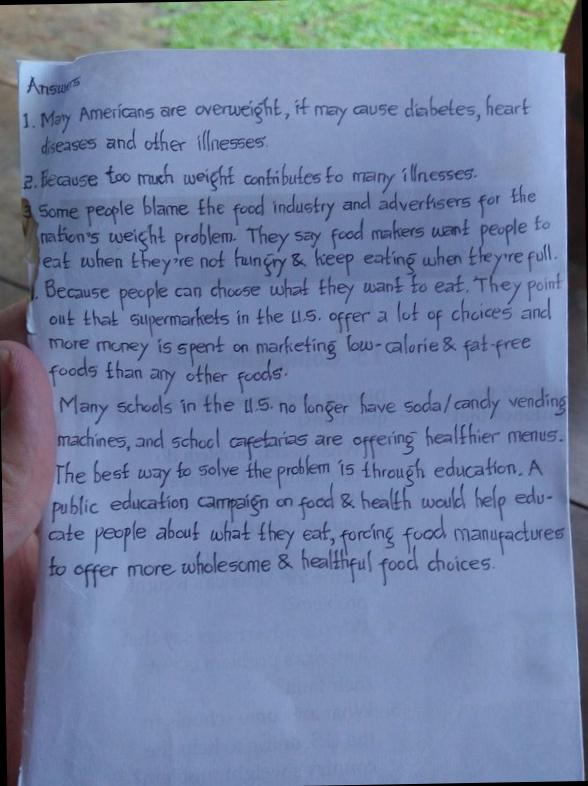 Answers
1. May Americans are overweight, it may cause diabetes, heart
diseases and other illnesses.
2. Because too much weight contributes to many illnesses.
3 Some people blame the food industry and advertisers for the
nation's weight problem. They say food makers want people to
eat when they're not hungry & keep eating when they're full.
. Because people can choose what they want to eat. They point
out that supermarkets in the U.S. offer a lot of choices and
more money is spent on marketing low-calorie & fat-free
foods than any other foods.
Many schools in the U.S. no longer have soda/candy vending
machines, and school cafetarias are offering healthier menus.
The best way to solve the problem is through education. A
public education campaign on food & health would help edu-
cate people about what they eat, forcing food manufactures
to offer more wholesome & healthful food choices.